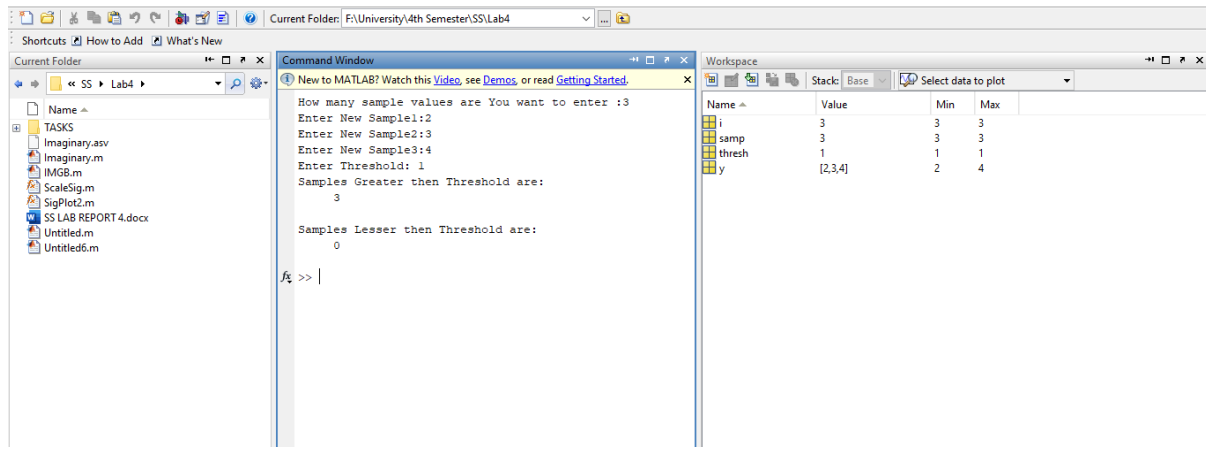 Current Folder: F:\University\4th Semester\SS\Lab4
Shortcuts How to Add What's New
Current Folder
« SS Lab4
Name
TASKS
Imaginary.asv
Imaginary.m
IMGB.m
ScaleSig.m
SigPlot2.m
SS LAB REPORT 4.docx
Untitled.m
Untitled6.m
Command Window
New to MATLAB? Watch this Video, see Demos, or read Getting Started.
How many sample values are You want to enter :3
Enter New Sample1:2
Enter New Sample2:3
Enter New Sample3:4
Enter Threshold: 1
Samples Greater then Threshold are:
3
Samples Lesser then Threshold are:
0
fx >>
Workspace
Stack: Base Select data to plot
Name Value Min Max
i 3 3 3
samp 3 3 3
thresh 1 1 1
y [2,3,4] 2 4